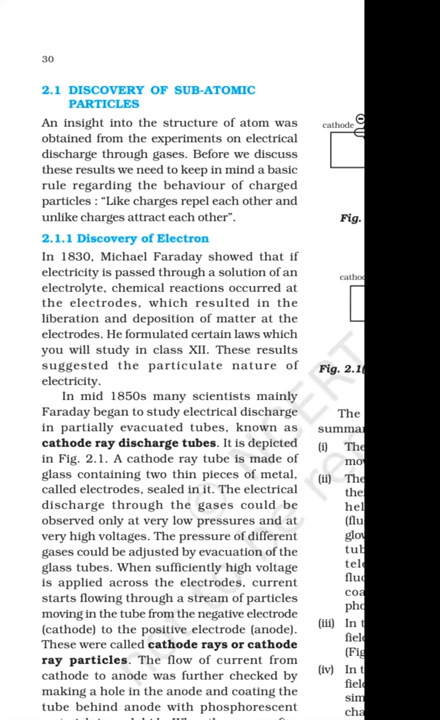 30
2.1 DISCOVERY OF SUB-ATOMIC
PARTICLES
An insight into the structure of atom was
obtained from the experiments on electrical
discharge through gases. Before we discuss
these results we need to keep in mind a basic
rule regarding the behaviour of charged
particles : “Like charges repel each other and
unlike charges attract each other”.
2.1.1 Discovery of Electron
In 1830, Michael Faraday showed that if
electricity is passed through a solution of an
electrolyte, chemical reactions occurred at
the electrodes, which resulted in the
liberation and deposition of matter at the
electrodes. He formulated certain laws which
you will study in class XII. These results
suggested the particulate nature of
electricity.
In mid 1850s many scientists mainly
Faraday began to study electrical discharge
in partially evacuated tubes, known as
cathode ray discharge tubes. It is depicted
in Fig. 2.1. A cathode ray tube is made of
glass containing two thin pieces of metal,
called electrodes, sealed in it. The electrical
discharge through the gases could be
observed only at very low pressures and at
very high voltages. The pressure of different
gases could be adjusted by evacuation of the
glass tubes. When sufficiently high voltage
is applied across the electrodes, current
starts flowing through a stream of particles
moving in the tube from the negative electrode
(cathode) to the positive electrode (anode).
These were called cathode rays or cathode
ray particles. The flow of current from
cathode to anode was further checked by
making a hole in the anode and coating the
tube behind anode with phosphorescent
cathode
Fig.
cathod
Fig. 2.1(
The
summar
(i) The
mov
(ii) The
ther
hel
(flu
glov
tub
tele
fluo
coa
pho
(iii) In t
field
(Fig
(iv) In t
field
sim
cha
© NCERT
not to be re